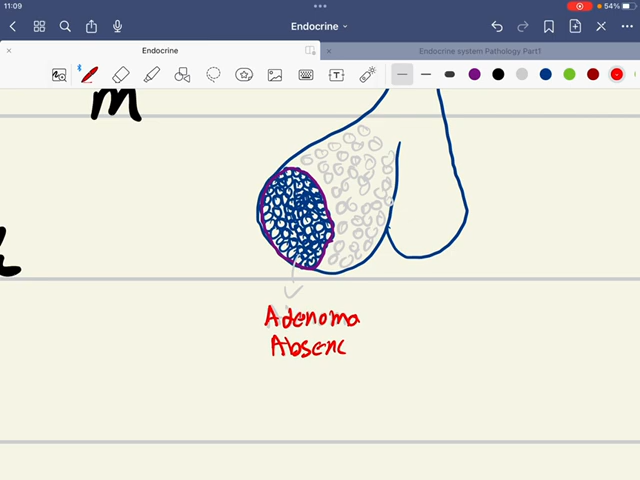 11:09
54%
Endocrine
Endocrine
Endocrine system Pathology Part1
m
Adenoma
Absenc